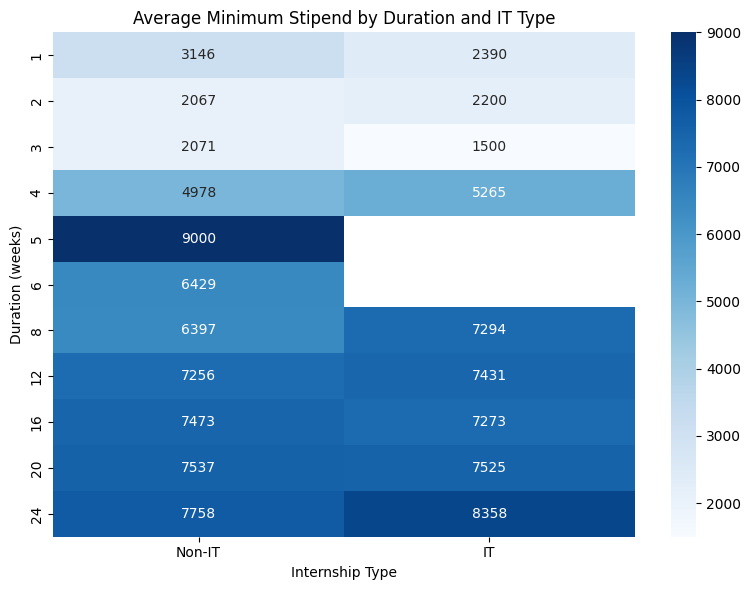 Average Minimum Stipend by Duration and IT Type
Duration (weeks)
1 3146 2390
2 2067 2200
3 2071 1500
4 4978 5265
5 9000
6 6429
8 6397 7294
12 7256 7431
16 7473 7273
20 7537 7525
24 7758 8358
Non-IT IT
Internship Type
9000
8000
7000
6000
5000
4000
3000
2000